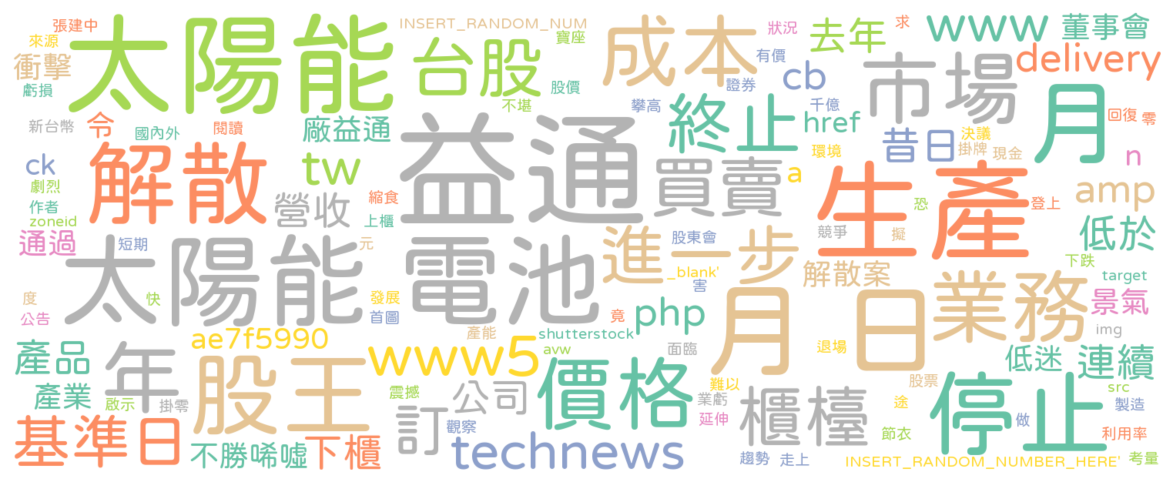 張建中
INSERT_RANDOM_NUM
寶座
狀況
求
www
董事會
來源
太陽能
台股
成本
去年
衝擊
有價
市場
delivery
虧損
不堪
股價
證券
cb
月
新台幣
令
國內外
閱讀
廠益通
攀高
千億
終止
href
昔日
決議
回復
零
解散
益通
環境
掛牌
現金
n
ck
tw
買賣
a
生產
amp
劇烈
縮食
恐
登上
作者
營收
上櫃
競爭
擬
低於
zoneid
通過
短期
元
電池
進一步
股東會
解散案
下跌
太陽能
_blank'
target
害
月 日
業務
景氣
度
快
發展
公告
首圖
竟
php
img
ae7f5990
產能
shutterstock
產品
年
股王
www5
avw
面臨
退場
低迷
連續
價格
產業
啟示
掛零
震撼
公司
難以
股票
src
停止
業虧
途
製造
基準日
不勝唏噓
下櫃
訂
觀察
延伸
櫃檯
節衣
做
利用率
technews
趨勢
走上
INSERT_RANDOM_NUMBER_HERE'
考量